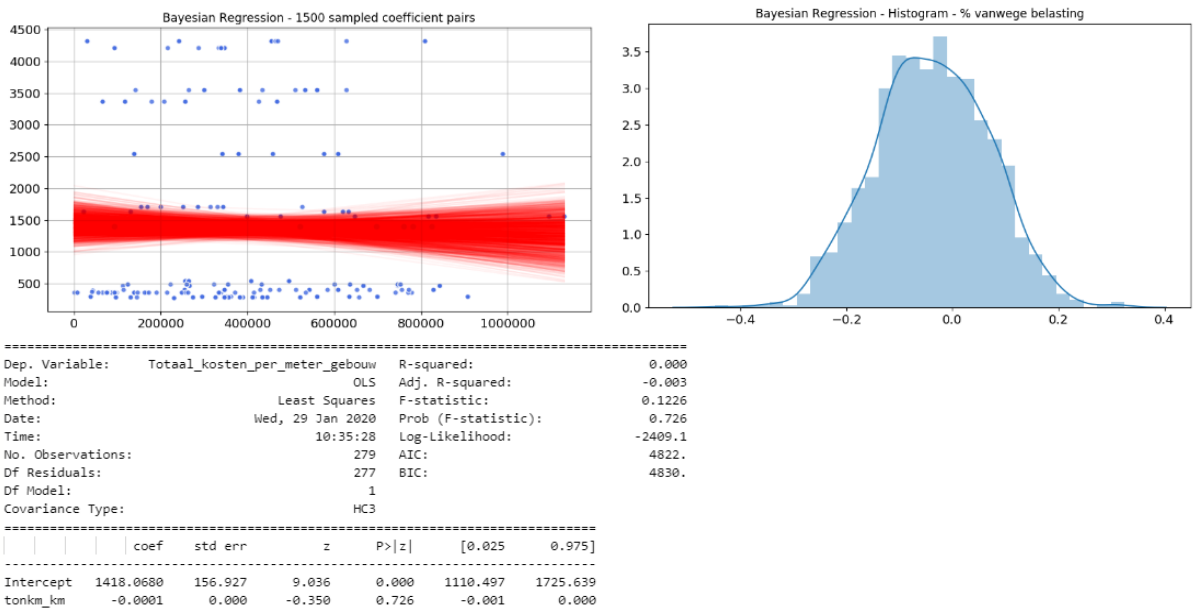 Bayesian Regression - 1500 sampled coefficient pairs
4500
4000
3500
3000
2500
2000
1500
1000
500
0 200000 400000 600000 800000 1000000
Bayesian Regression - Histogram - % vanwege belasting
3.5
3.0
2.5
2.0
1.5
1.0
0.5
0.0
−0.4 −0.2 0.0 0.2 0.4
==============================================================================
Dep. Variable: Totaal_kosten_per_meter_gebouw R-squared: 0.000
Model: OLS Adj. R-squared: -0.003
Method: Least Squares F-statistic: 0.1226
Date: Wed, 29 Jan 2020 Prob (F-statistic): 0.726
Time: 10:35:28 Log-Likelihood: -2409.1
No. Observations: 279 AIC: 4822.
Df Residuals: 277 BIC: 4830.
Df Model: 1
Covariance Type: HC3
==============================================================================
coef std err z P>|z| [0.025 0.975]
------------------------------------------------------------------------------
Intercept 1418.0680 156.927 9.036 0.000 1110.497 1725.639
tonkm_km -0.0001 0.000 -0.350 0.726 -0.001 0.000